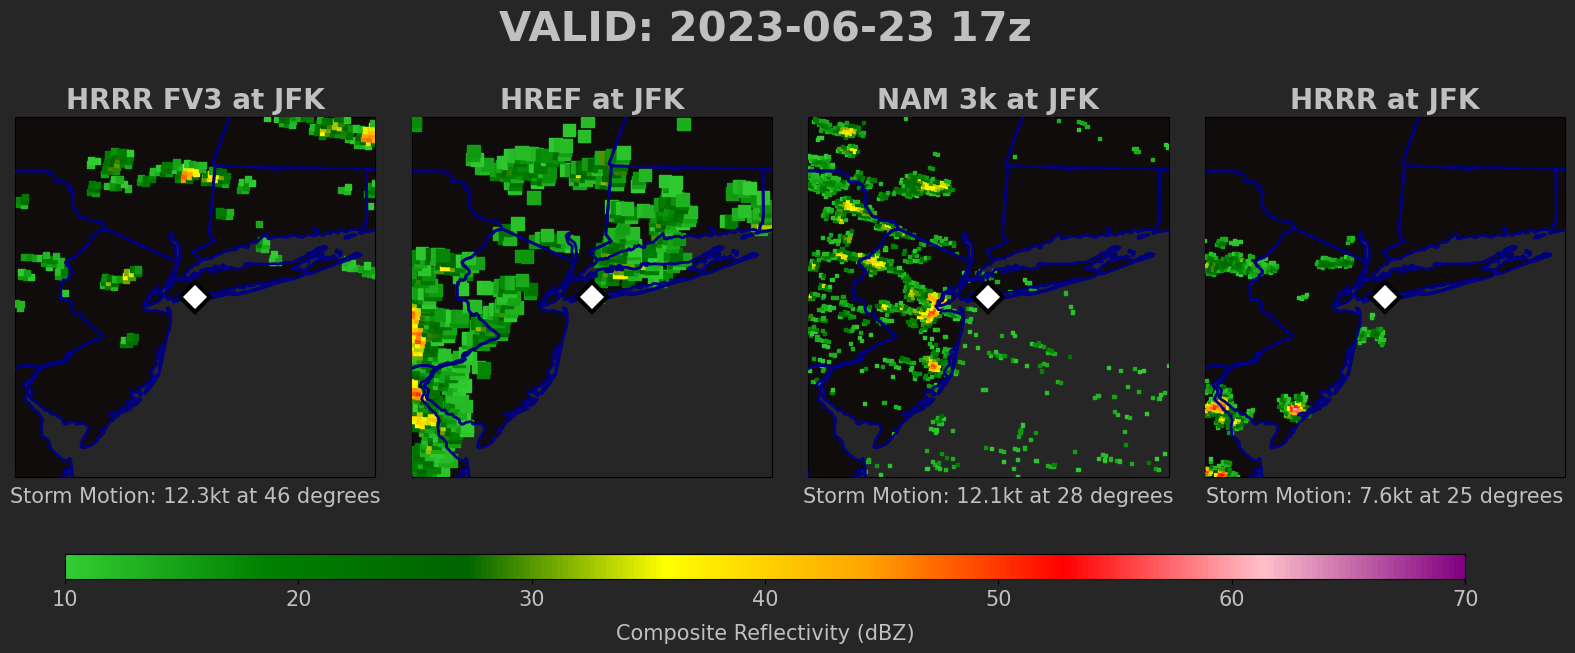 VALID: 2023-06-23 17z
HRRR FV3 at JFK
HREF at JFK
NAM 3k at JFK
HRRR at JFK
Storm Motion: 12.3kt at 46 degrees
Storm Motion: 12.1kt at 28 degrees
Storm Motion: 7.6kt at 25 degrees
10 20 30 40 50 60 70
Composite Reflectivity (dBZ)